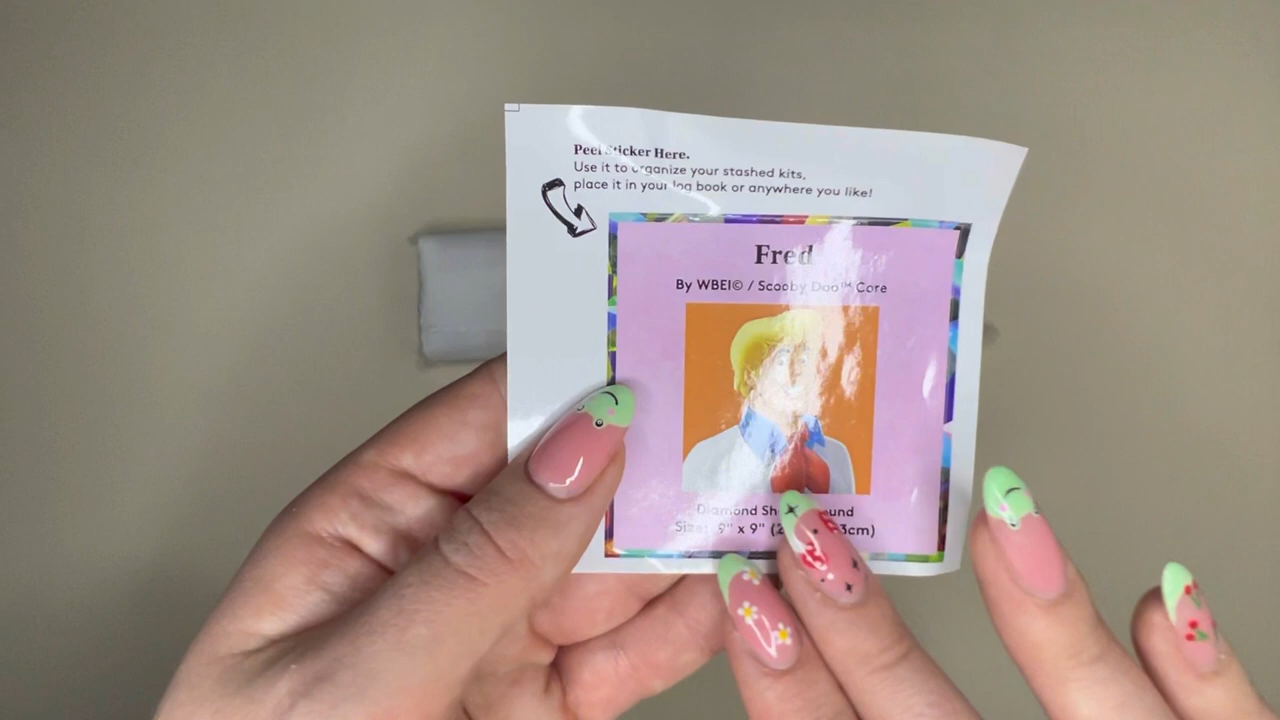 Peel Sticker Here.
Use it to organize your stashed kits,
place it in your log book or anywhere you like!
Fred
By WBEI© / Scooby Doo™ Core
Diamond
Size: 9" x 9"